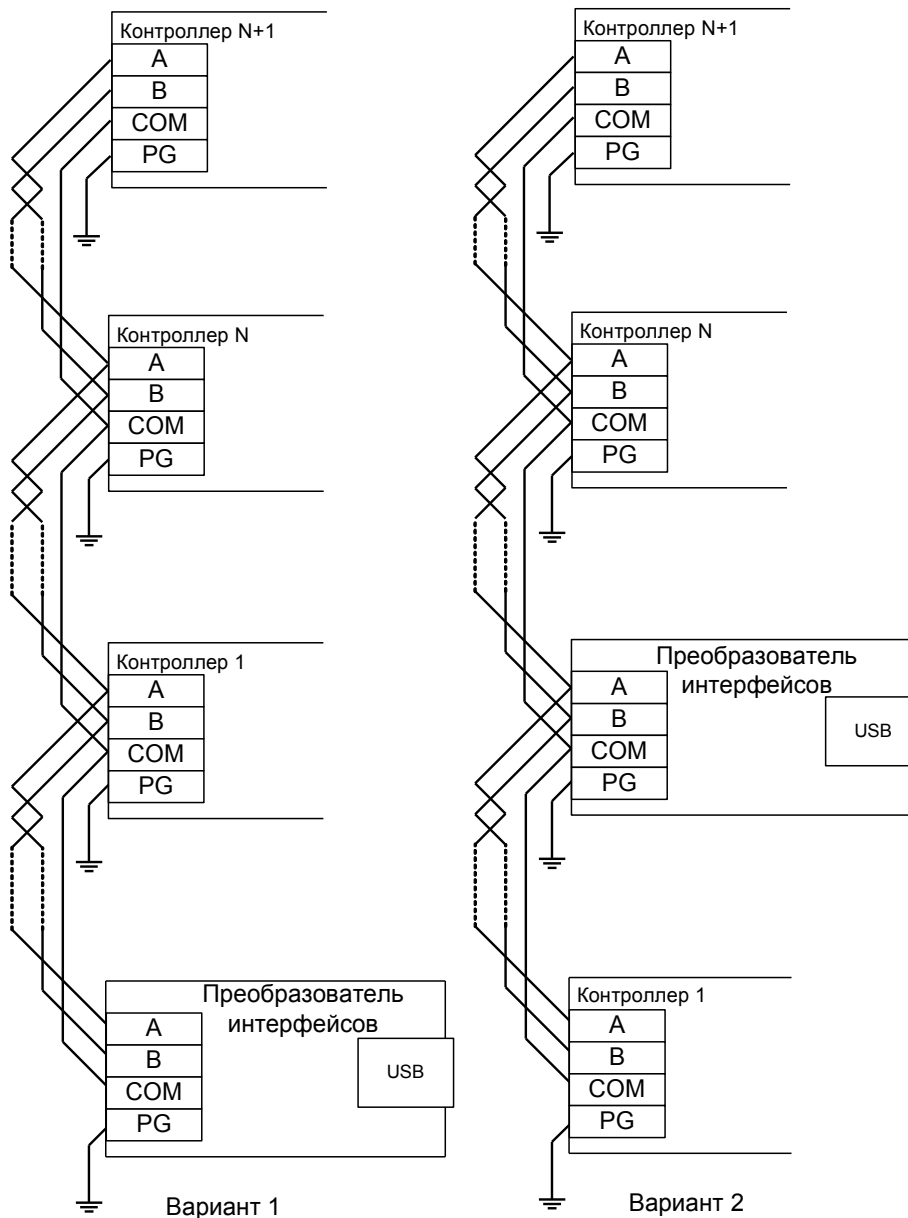 Контроллер N+1
A
B
COM
PG
Контроллер N
A
B
COM
PG
Контроллер 1
A
B
COM
PG
Преобразователь
интерфейсов
A
B
COM
PG
USB
Вариант 1
Контроллер N+1
A
B
COM
PG
Контроллер N
A
B
COM
PG
Преобразователь
интерфейсов
A
B
COM
PG
USB
Контроллер 1
A
B
COM
PG
Вариант 2